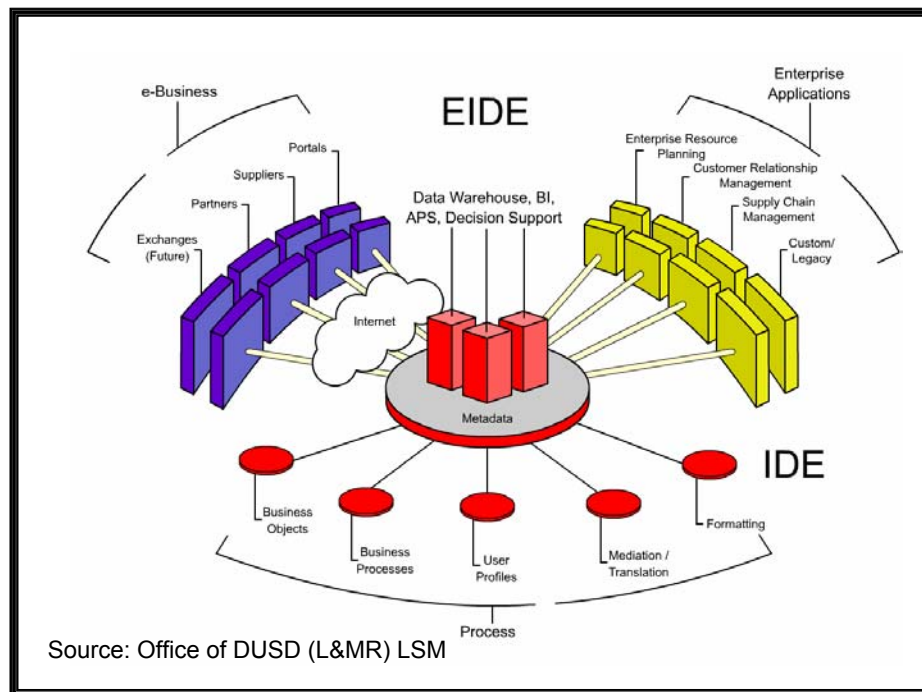 e-Business
EIDE
Enterprise
Applications
Portals
Suppliers
Partners
Exchanges
(Future)
Data Warehouse, BI,
APS, Decision Support
Enterprise Resource
Planning
Customer Relationship
Management
Supply Chain
Management
Custom/
Legacy
Internet
Metadata
IDE
Business
Objects
Business
Processes
User
Profiles
Mediation /
Translation
Formatting
Process
Source: Office of DUSD (L&MR) LSM